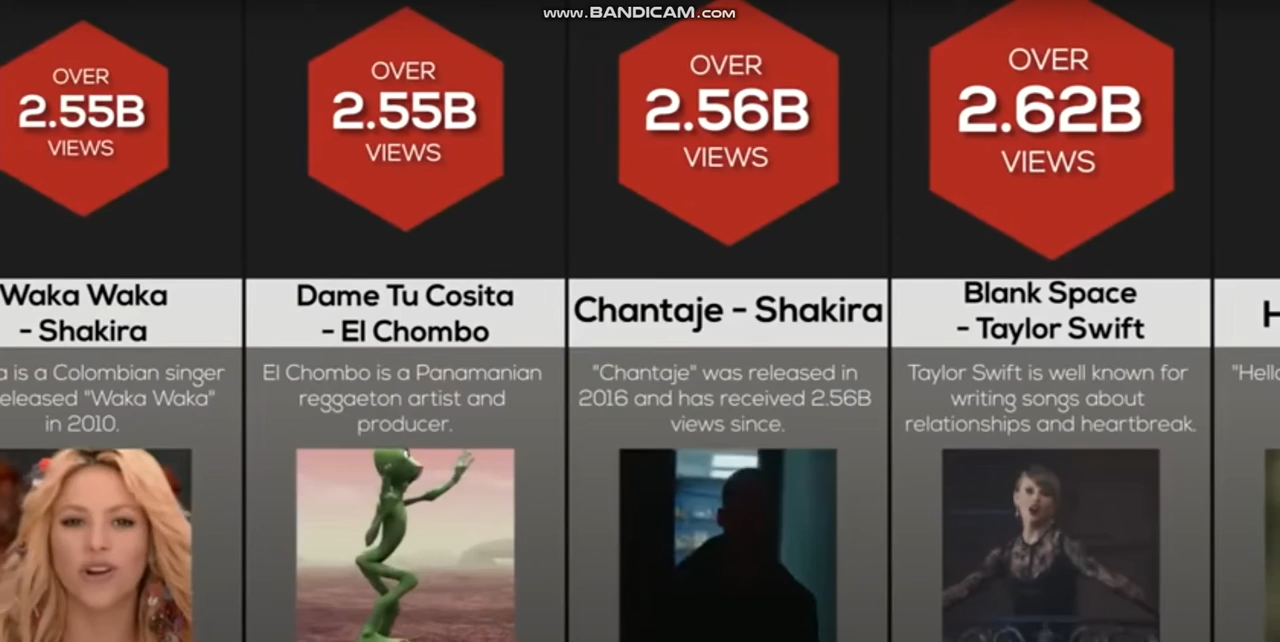 www.BANDICAM.com
OVER
2.55B
VIEWS
Waka Waka
- Shakira
a is a Colombian singer
eleased "Waka Waka"
in 2010.
OVER
2.55B
VIEWS
Dame Tu Cosita
- El Chombo
El Chombo is a Panamanian
reggaeton artist and
producer.
OVER
2.56B
VIEWS
Chantaje - Shakira
"Chantaje" was released in
2016 and has received 2.56B
views since.
OVER
2.62B
VIEWS
Blank Space
- Taylor Swift
Taylor Swift is well known for
writing songs about
relationships and heartbreak.
H
"Hello